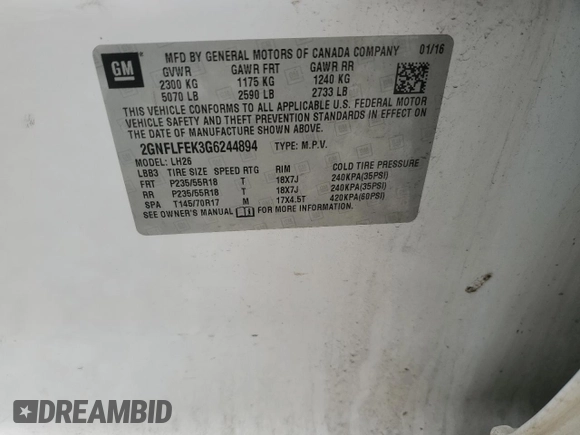 GM
MFD BY GENERAL MOTORS OF CANADA COMPANY 01/16
GVWR GAWR FRT GAWR RR
2300 KG 1175 KG 1240 KG
5070 LB 2590 LB 2733 LB
THIS VEHICLE CONFORMS TO ALL APPLICABLE U.S. FEDERAL MOTOR
VEHICLE SAFETY AND THEFT PREVENTION STANDARDS IN EFFECT ON
THE DATE OF MANUFACTURE SHOWN ABOVE.
2GNFLFEK3G6244894 TYPE: M.P.V.
MODEL: LH26
LBB3 TIRE SIZE SPEED RTG RIM COLD TIRE PRESSURE
FRT P235/55R18 T 18X7J 240KPA(35PSI)
RR P235/55R18 T 18X7J 240KPA(35PSI)
SPA T145/70R17 M 17X4.5T 420KPA(60PSI)
SEE OWNER'S MANUAL FOR MORE INFORMATION.
DREAMBID